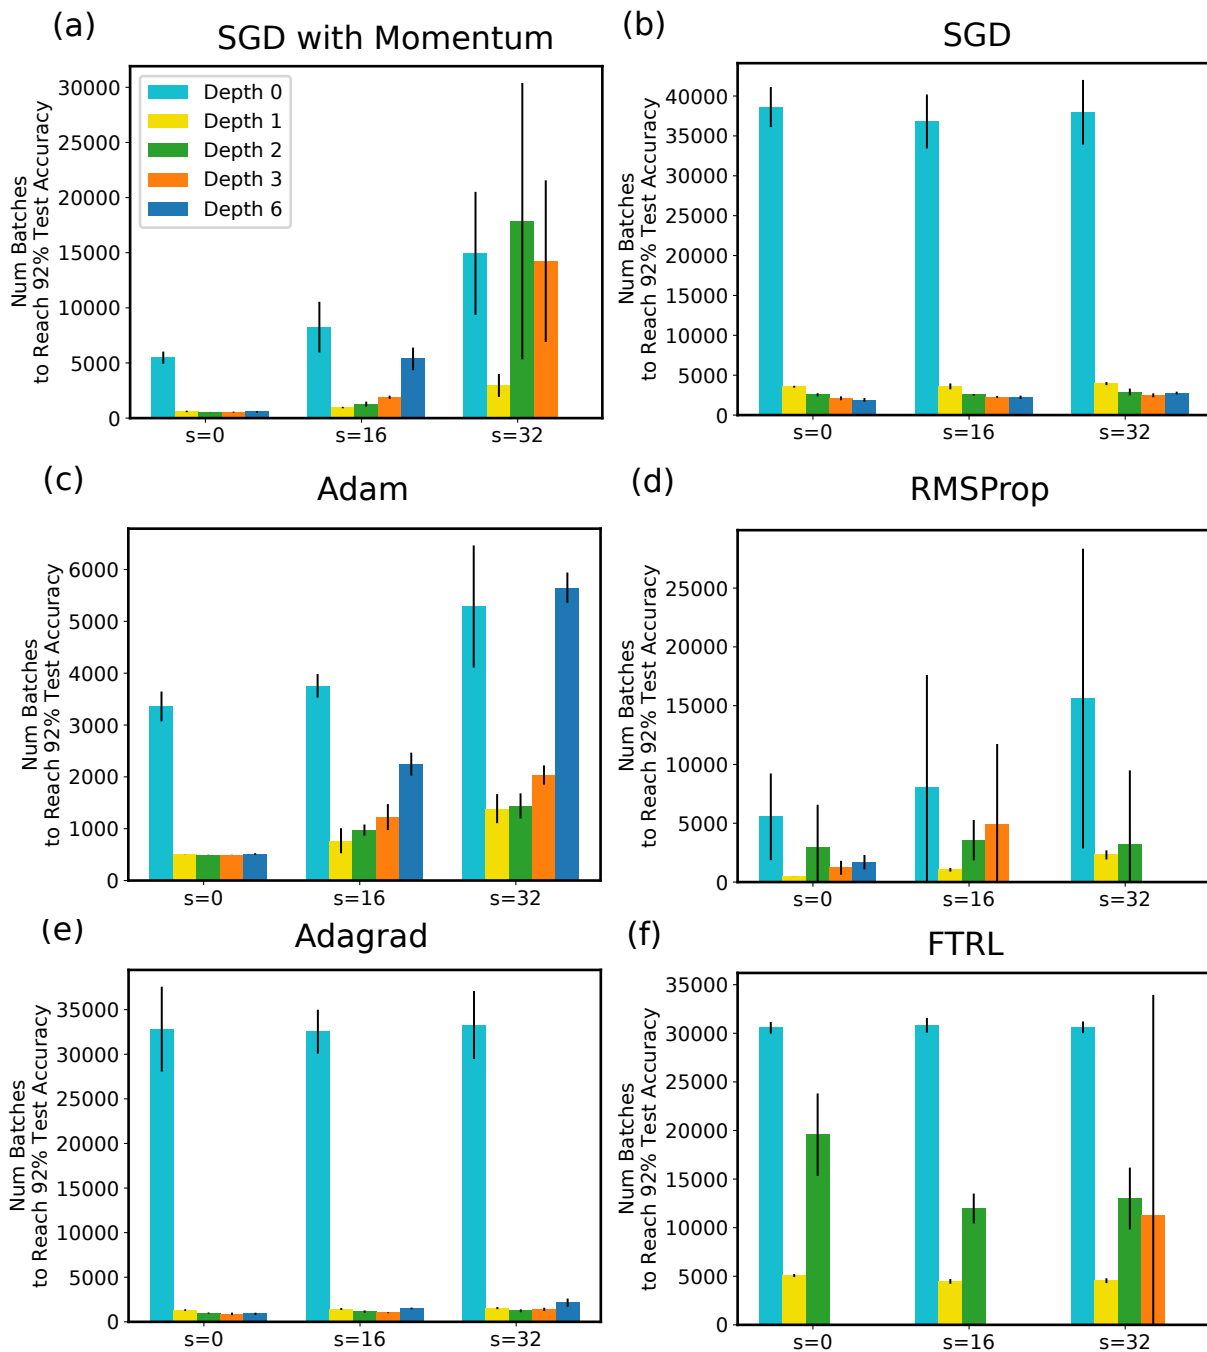 (a)
SGD with Momentum
Num Batches
to Reach 92% Test Accuracy
30000
25000
20000
15000
10000
5000
0
Depth 0
Depth 1
Depth 2
Depth 3
Depth 6
s=0
s=16
s=32
(b)
SGD
Num Batches
to Reach 92% Test Accuracy
40000
35000
30000
25000
20000
15000
10000
5000
0
s=0
s=16
s=32
(c)
Adam
Num Batches
to Reach 92% Test Accuracy
6000
5000
4000
3000
2000
1000
0
s=0
s=16
s=32
(d)
RMSProp
Num Batches
to Reach 92% Test Accuracy
25000
20000
15000
10000
5000
0
s=0
s=16
s=32
(e)
Adagrad
Num Batches
to Reach 92% Test Accuracy
35000
30000
25000
20000
15000
10000
5000
0
s=0
s=16
s=32
(f)
FTRL
Num Batches
to Reach 92% Test Accuracy
35000
30000
25000
20000
15000
10000
5000
0
s=0
s=16
s=32